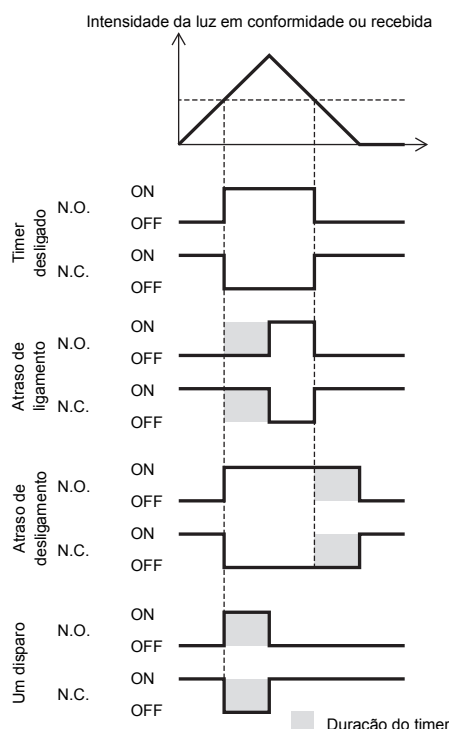 Intensidade da luz em conformidade ou recebida
Timer
desligado
N.O.
ON
OFF
N.C.
ON
OFF
Atraso de
ligamento
N.O.
ON
OFF
N.C.
ON
OFF
Atraso de
desligamento
N.O.
ON
OFF
N.C.
ON
OFF
Um disparo
N.O.
ON
OFF
N.C.
ON
OFF
Duração do timer